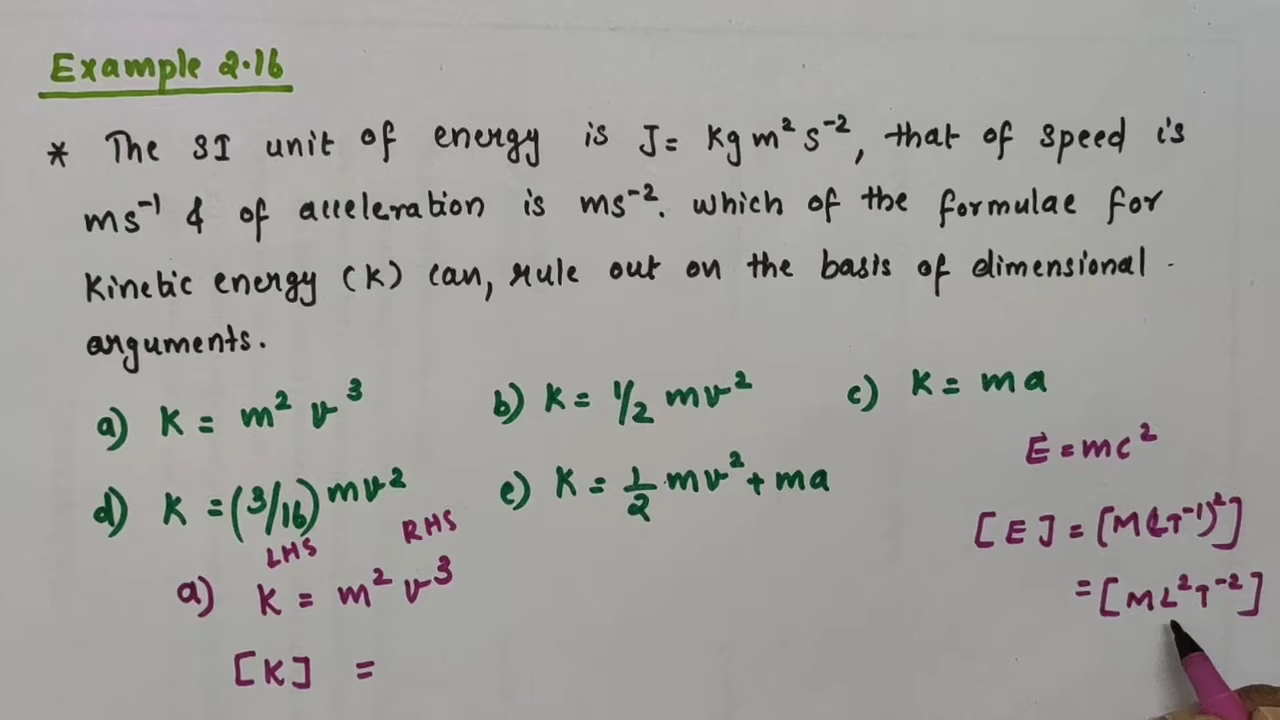 Example 2.16
* The SI unit of energy is J= Kg m² s⁻², that of speed is
ms⁻¹ & of acceleration is ms⁻². which of the formulae for
Kinetic energy (K) can, rule out on the basis of dimensional
arguments.
a) K = m² v³ b) K = 1/2 mv² c) K = ma
d) K = (3/16) mv² e) K = 1/2 mv² + ma
E = mc²
[E] = [M(LT⁻¹)²]
= [ML²T⁻²]
LHS RHS
a) K = m² v³
[K] =